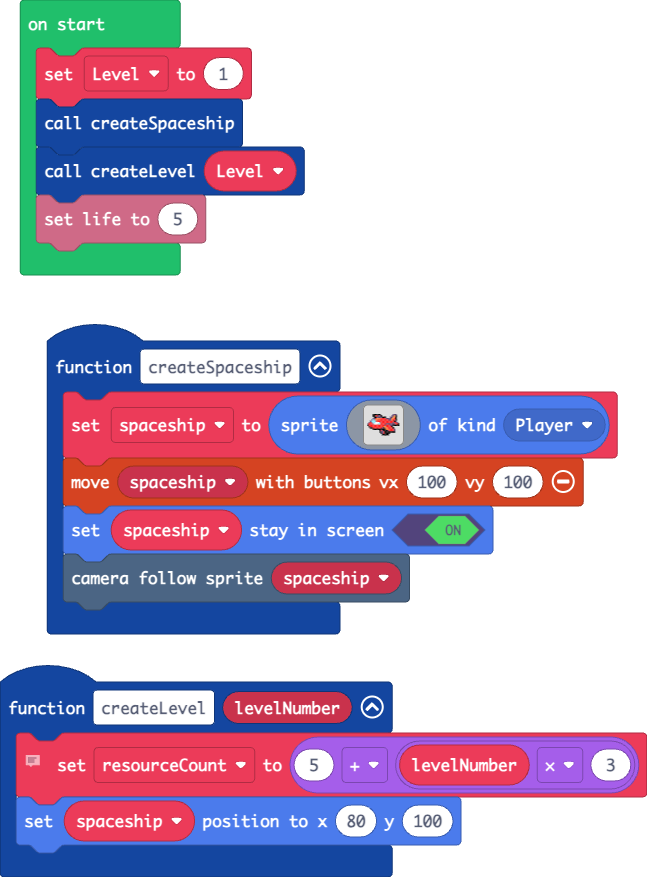 on start
set Level to 1
call createSpaceship
call createLevel Level
set life to 5
function createSpaceship
set spaceship to sprite of kind Player
move spaceship with buttons vx 100 vy 100
set spaceship stay in screen ON
camera follow sprite spaceship
function createLevel levelNumber
set resourceCount to 5 + levelNumber × 3
set spaceship position to x 80 y 100